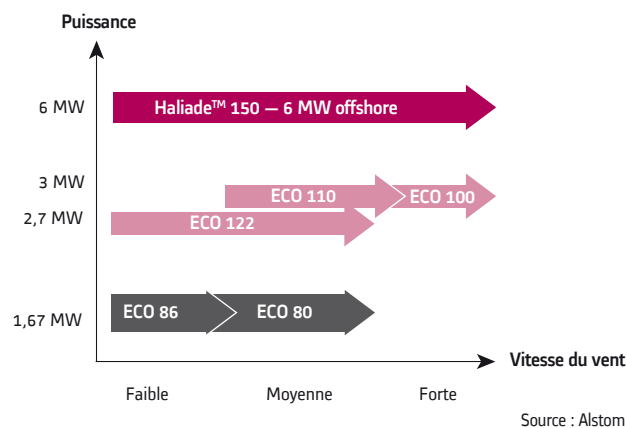 Puissance
6 MW
Haliade™ 150 — 6 MW offshore
3 MW
ECO 110
ECO 100
2,7 MW
ECO 122
1,67 MW
ECO 86
ECO 80
Vitesse du vent
Faible
Moyenne
Forte
Source : Alstom